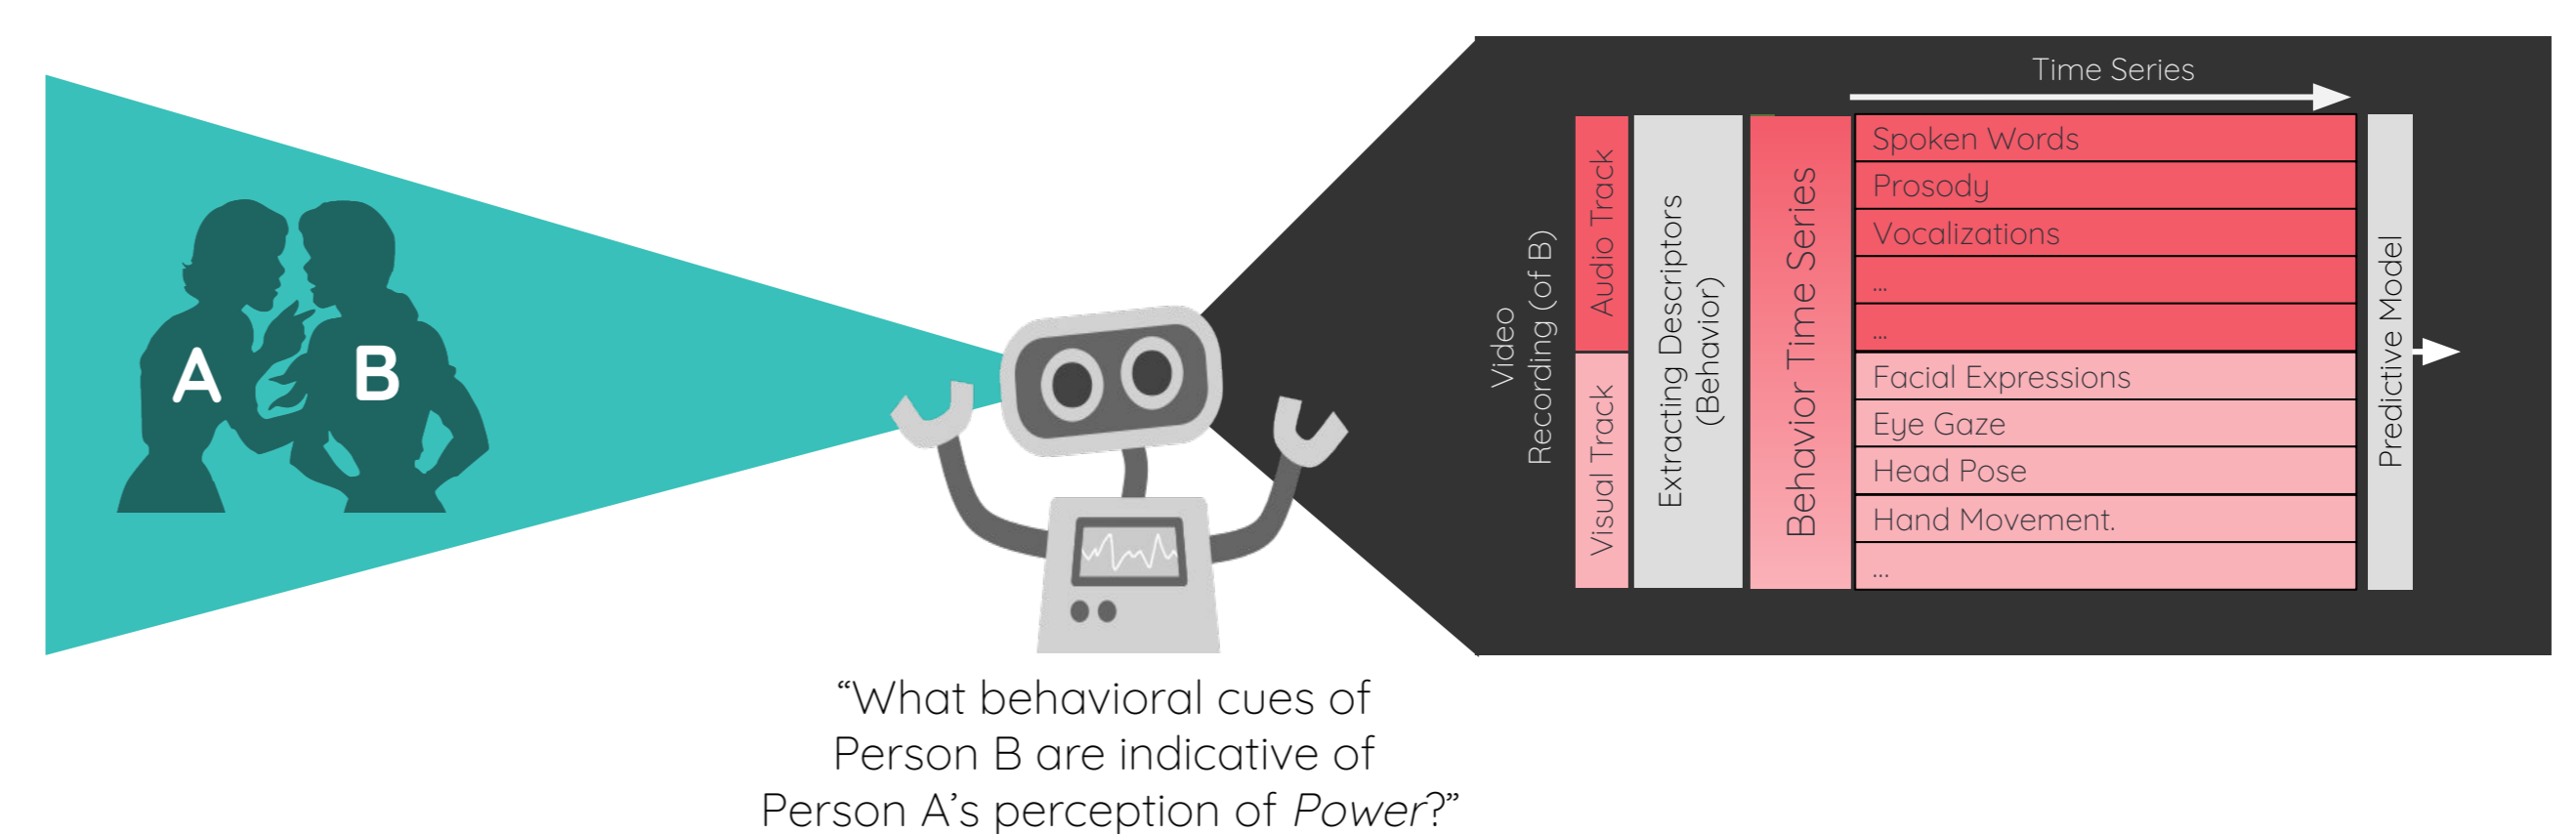 A
B
Time Series
Video
Recording (of B)
Audio Track
Visual Track
Extracting Descriptors
(Behavior)
Behavior Time Series
Spoken Words
Prosody
Vocalizations
...
...
Facial Expressions
Eye Gaze
Head Pose
Hand Movement.
...
Predictive Model
“What behavioral cues of
Person B are indicative of
Person A’s perception of Power?”